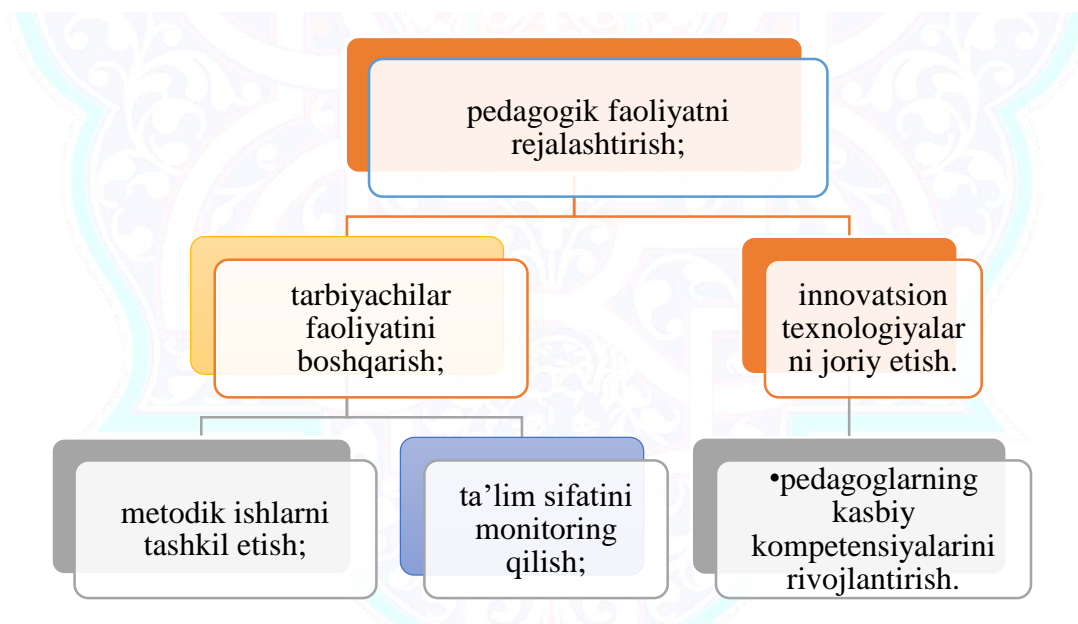 pedagogik faoliyatni
rejalashtirish;
tarbiyachilar
faoliyatini
boshqarish;
innovatsion
texnologiyalar
ni joriy etish.
metodik ishlarni
tashkil etish;
ta’lim sifatini
monitoring
qilish;
•pedagoglarning
kasbiy
kompetensiyalarini
rivojlantirish.